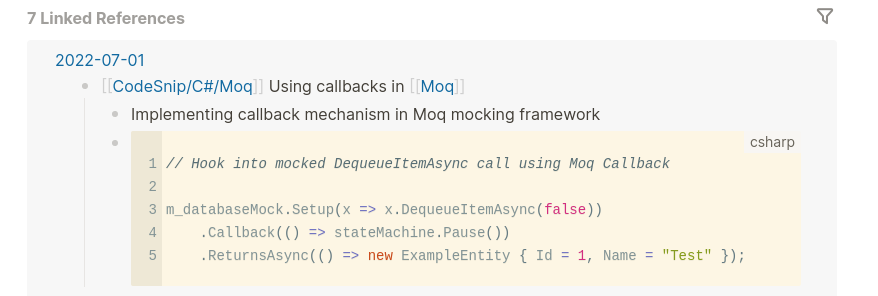 7 Linked References
2022-07-01
[[CodeSnip/C#/Moq]] Using callbacks in [[Moq]]
Implementing callback mechanism in Moq mocking framework
csharp
1 // Hook into mocked DequeueItemAsync call using Moq Callback
2
3 m_databaseMock.Setup(x => x.DequeueItemAsync(false))
4     .Callback(() => stateMachine.Pause())
5     .ReturnsAsync(() => new ExampleEntity { Id = 1, Name = "Test" });